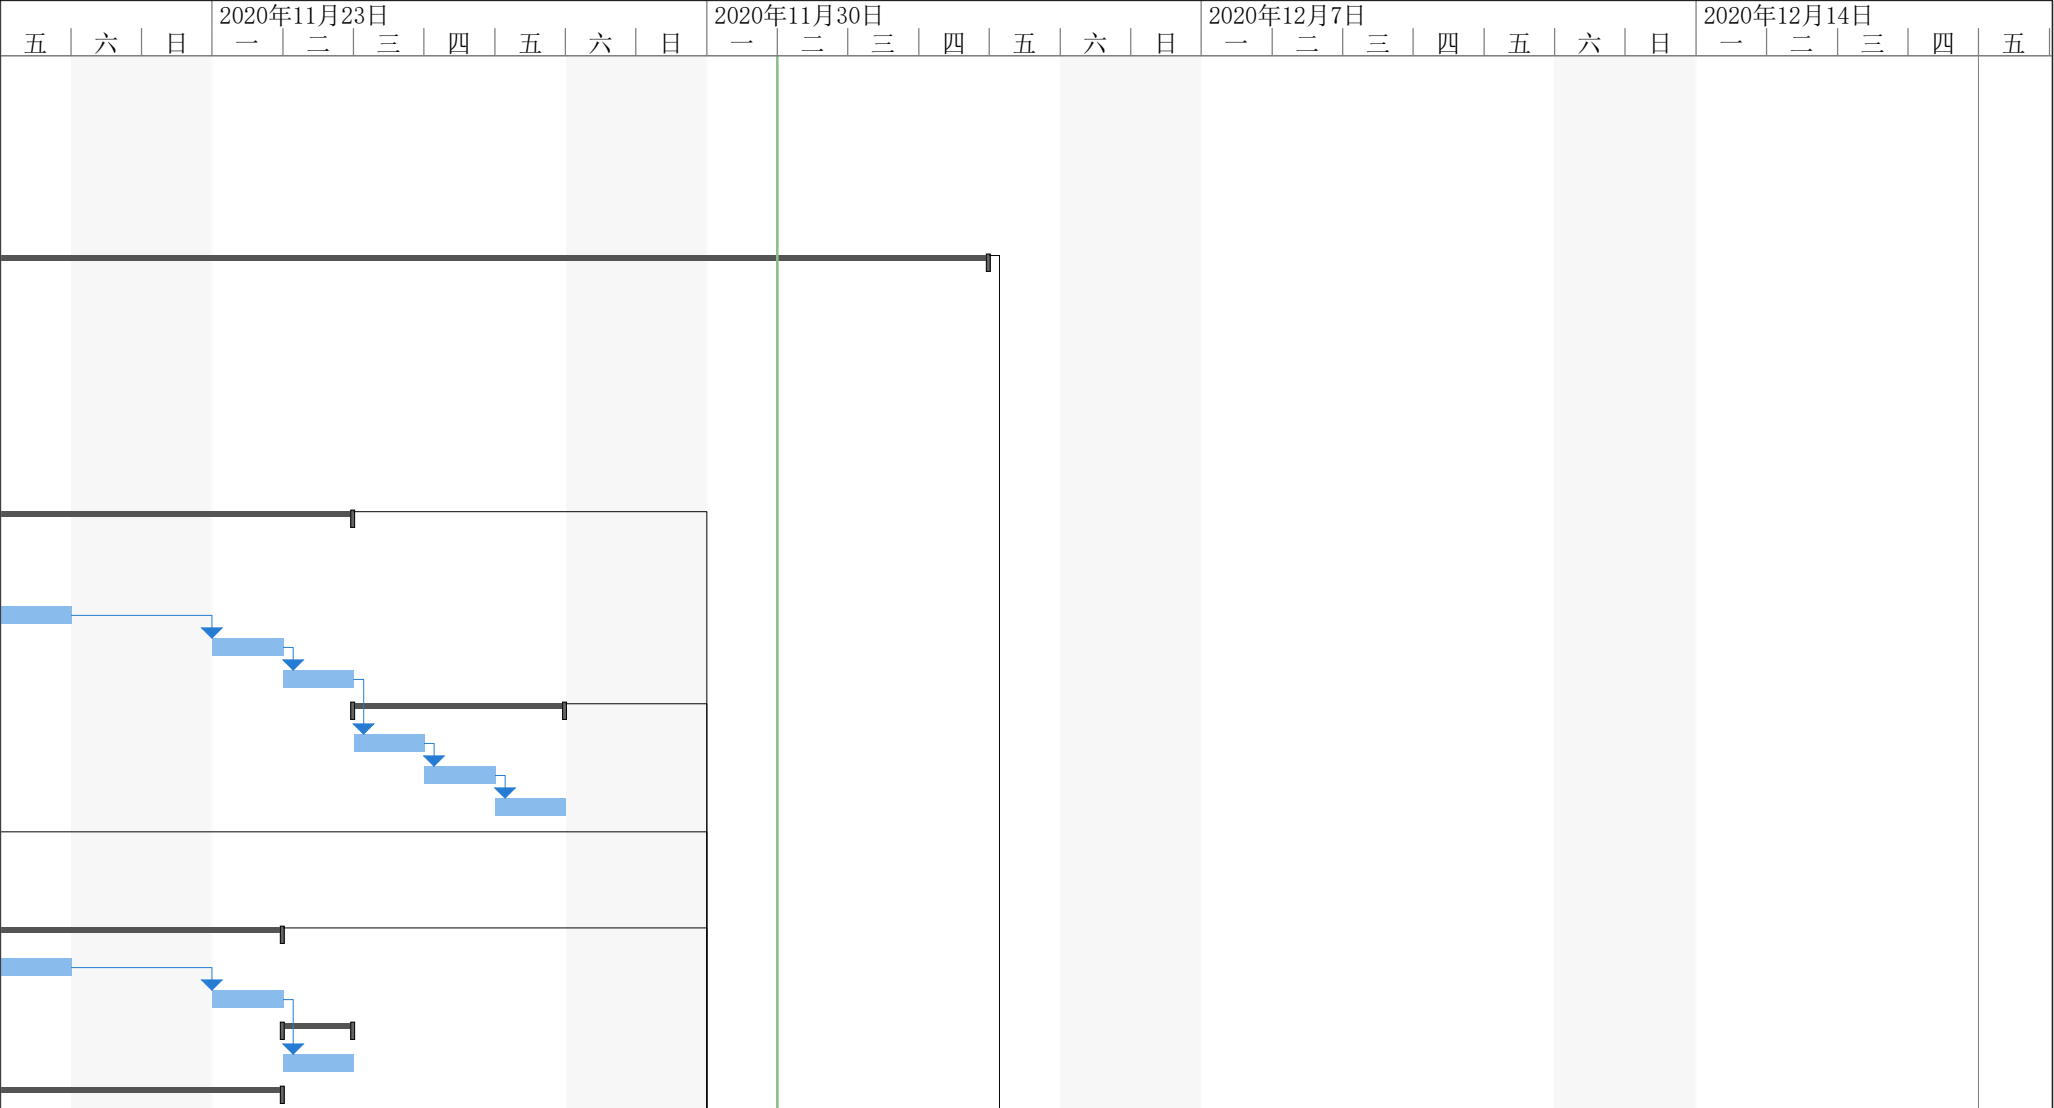 2020年11月23日 2020年11月30日 2020年12月7日 2020年12月14日
五 六 日 一 二 三 四 五 六 日 一 二 三 四 五 六 日 一 二 三 四 五 六 日 一 二 三 四 五